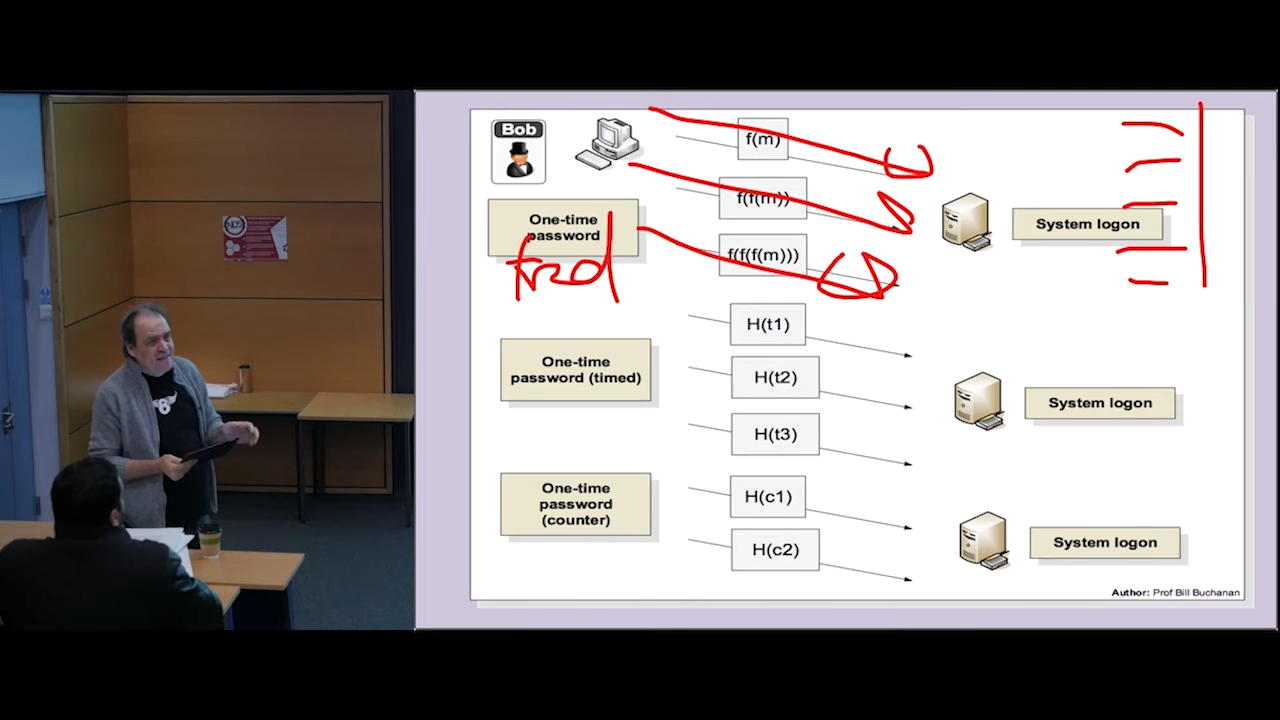 Bob
f(m)
f(f(m))
One-time
password
System logon
f(f(f(m)))
fred
H(t1)
One-time
password (timed)
H(t2)
System logon
H(t3)
One-time
password
(counter)
H(c1)
System logon
H(c2)
Author: Prof Bill Buchanan